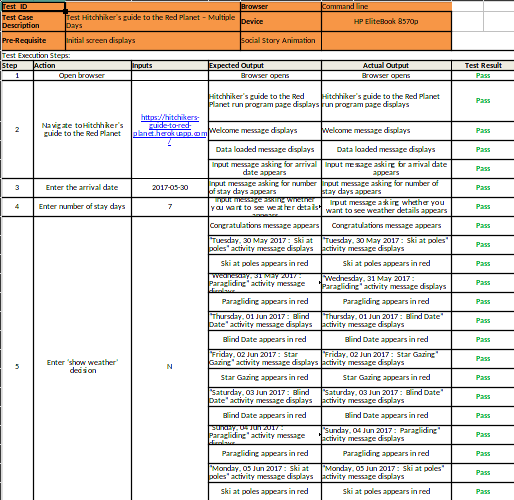 Test_ID
Browser
Command line
Test Case
Description
Test Hitchhiker's guide to the Red Planet – Multiple
Days
Device
HP EliteBook 8570p
Pre-Requisite
Initial screen displays
Social Story Animation
Test Execution Steps:
Step
Action
Inputs
Expected Output
Actual Output
Test Result
1
Open browser
Browser opens
Browser opens
Pass
2
Navigate to Hitchhiker's
guide to the Red Planet
https://hitchikers-
guide-to-red-
planet.herokuapp.com
/
Hitchhiker's guide to the Red
Planet run program page displays
Hitchhiker's guide to the Red Planet
run program page displays
Pass
Welcome message displays
Welcome message displays
Pass
Data loaded message displays
Data loaded message displays
Pass
Input message asking for
arrival date appears
Input message asking for arrival date
appears
Pass
3
Enter the arrival date
2017-05-30
Input message asking for number
of stay days appears
Input message asking for number of
stay days appears
Pass
4
Enter number of stay days
7
Input message asking whether
you want to see weather details
appears
Input message asking whether you
want to see weather details appears
Pass
5
Enter 'show weather'
decision
N
Congratulations message appears
Congratulations message appears
Pass
"Tuesday, 30 May 2017 : Ski at
poles" activity message displays
"Tuesday, 30 May 2017 : Ski at poles"
activity message displays
Pass
Ski at poles appears in red
Ski at poles appears in red
Pass
"Wednesday, 31 May 2017 :
Paragliding" activity message
displays
"Wednesday, 31 May 2017 :
Paragliding" activity message displays
Pass
Paragliding appears in red
Paragliding appears in red
Pass
"Thursday, 01 Jun 2017 : Blind
Date" activity message displays
"Thursday, 01 Jun 2017 : Blind Date"
activity message displays
Pass
Blind Date appears in red
Blind Date appears in red
Pass
"Friday, 02 Jun 2017 : Star
Gazing" activity message displays
"Friday, 02 Jun 2017 : Star Gazing"
activity message displays
Pass
Star Gazing appears in red
Star Gazing appears in red
Pass
"Saturday, 03 Jun 2017 : Blind
Date" activity message displays
"Saturday, 03 Jun 2017 : Blind Date"
activity message displays
Pass
Blind Date appears in red
Blind Date appears in red
Pass
"Sunday, 04 Jun 2017 :
Paragliding" activity message
displays
"Sunday, 04 Jun 2017 : Paragliding"
activity message displays
Pass
Paragliding appears in red
Paragliding appears in red
Pass
"Monday, 05 Jun 2017 : Ski at
poles" activity message displays
"Monday, 05 Jun 2017 : Ski at poles"
activity message displays
Pass
Ski at poles appears in red
Ski at poles appears in red
Pass